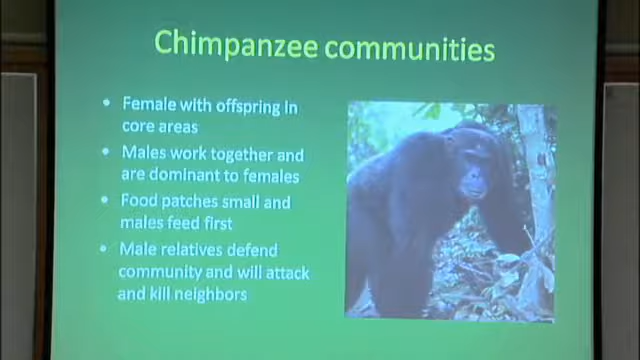 Chimpanzee communities
• Female with offspring in
core areas
• Males work together and
are dominant to females
• Food patches small and
males feed first
• Male relatives defend
community and will attack
and kill neighbors